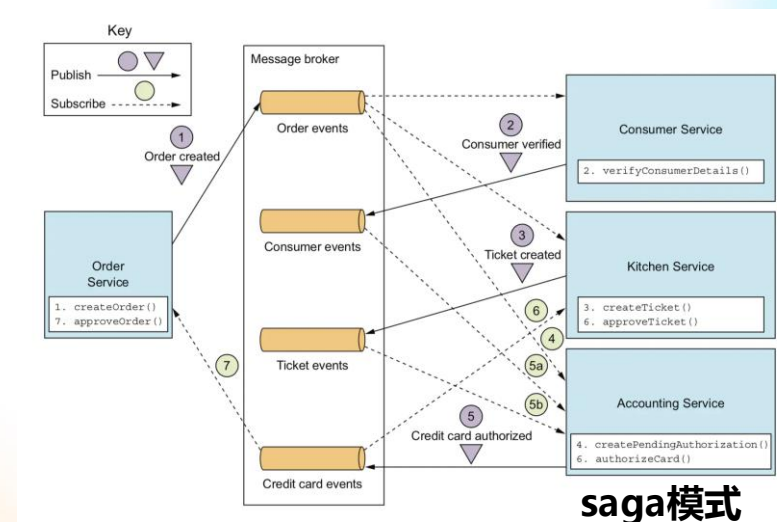 Key
Publish
Subscribe
Message broker
Order events
1
Order created
2
Consumer verified
Consumer Service
2. verifyConsumerDetails()
Consumer events
3
Ticket created
Kitchen Service
3. createTicket()
6. approveTicket()
Order
Service
1. createOrder()
7. approveOrder()
6
4
Ticket events
7
5a
5b
Accounting Service
4. createPendingAuthorization()
6. authorizeCard()
5
Credit card authorized
Credit card events
saga模式